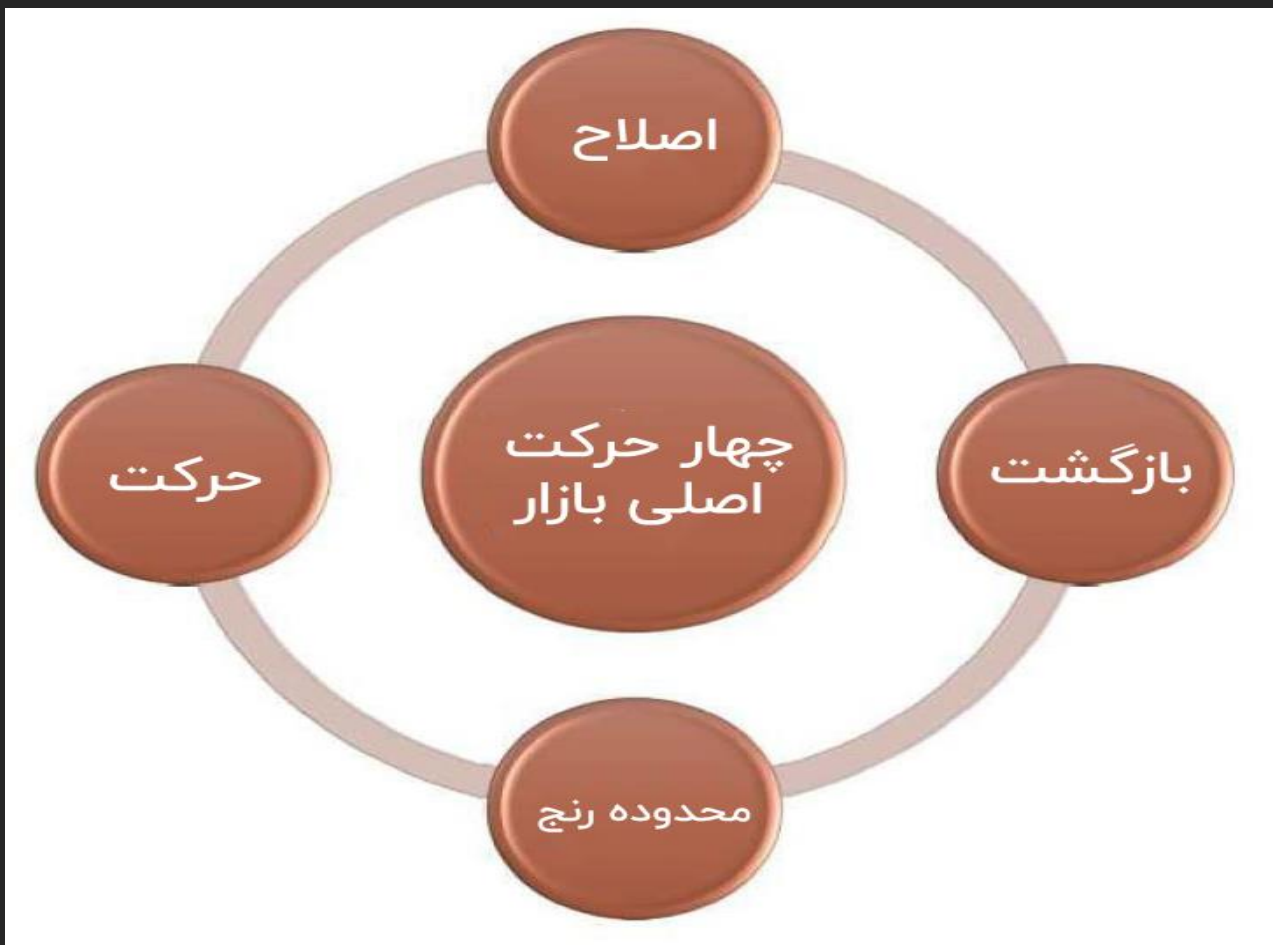 اصلاح
چهار حرکت
اصلی بازار
بازگشت
حرکت
محدوده رنج